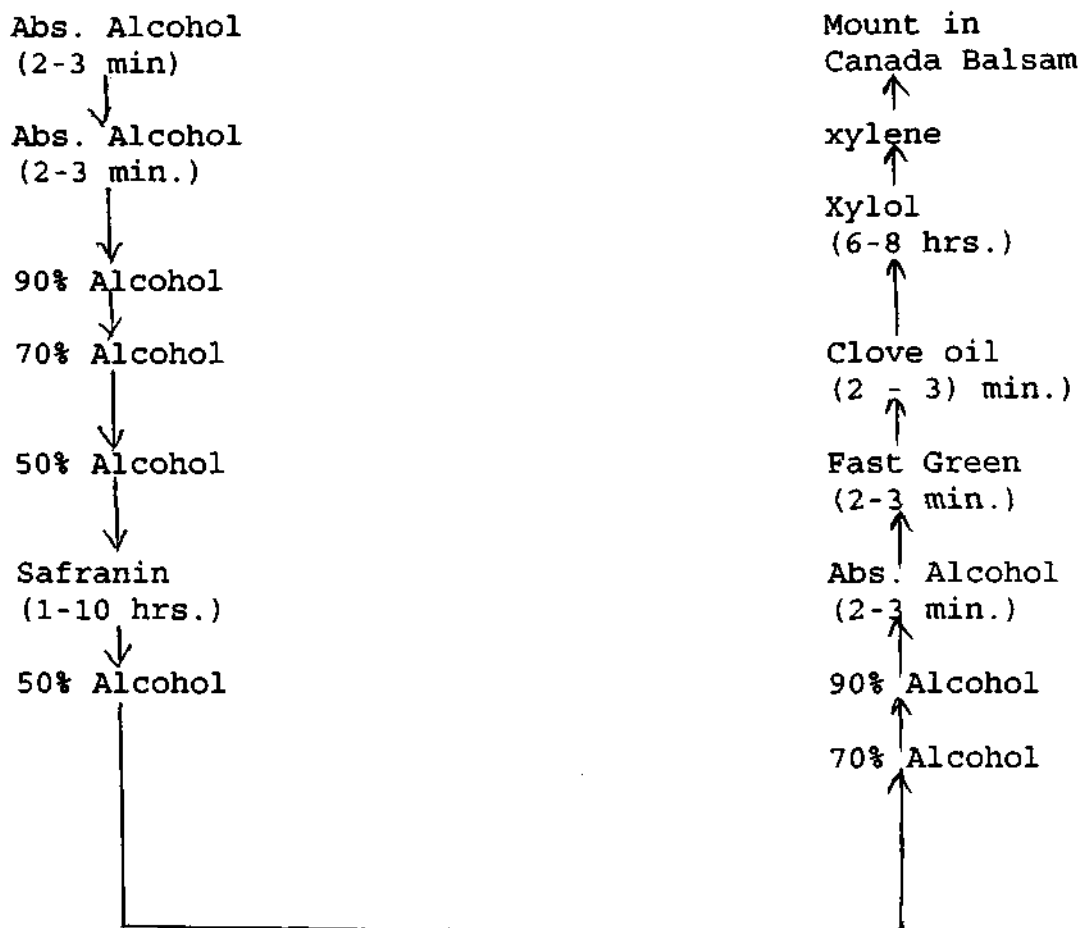 Abs. Alcohol
(2-3 min)
Abs. Alcohol
(2-3 min.)
90% Alcohol
70% Alcohol
50% Alcohol
Safranin
(1-10 hrs.)
50% Alcohol
Mount in
Canada Balsam
xylene
Xylol
(6-8 hrs.)
Clove oil
(2 - 3) min.)
Fast Green
(2-3 min.)
Abs. Alcohol
(2-3 min.)
90% Alcohol
70% Alcohol